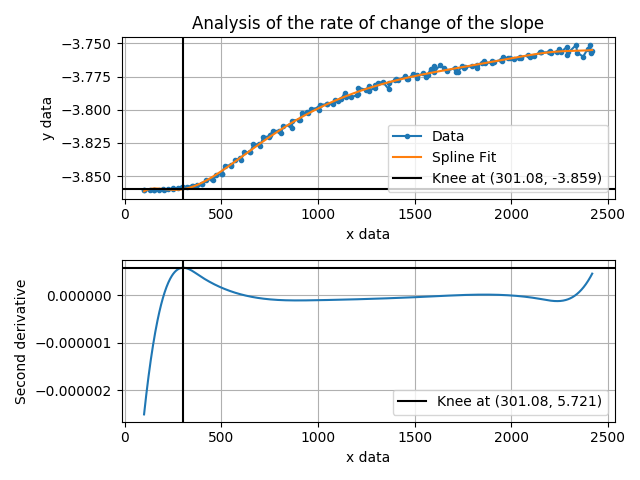 Analysis of the rate of change of the slope
−3.750
−3.775
−3.800
−3.825
−3.850
y data
Data
Spline Fit
Knee at (301.08, -3.859)
0 500 1000 1500 2000 2500
x data
0.000000
−0.000001
−0.000002
Second derivative
Knee at (301.08, 5.721)
0 500 1000 1500 2000 2500
x data